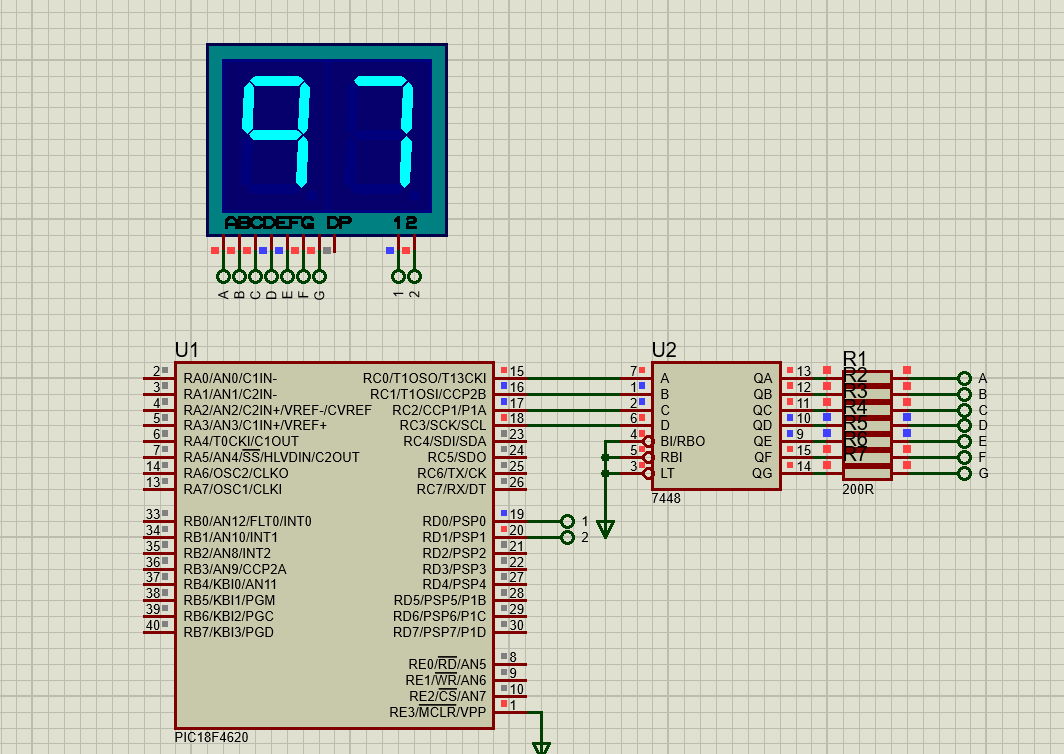 97
ABCDEFG DP 12
A B C D E F G 1 2
U1
2 RA0/AN0/C1IN-
3 RA1/AN1/C2IN-
4 RA2/AN2/C2IN+/VREF-/CVREF
5 RA3/AN3/C1IN+/VREF+
6 RA4/T0CKI/C1OUT
7 RA5/AN4/SS/HLVDIN/C2OUT
14 RA6/OSC2/CLKO
13 RA7/OSC1/CLKI
33 RB0/AN12/FLT0/INT0
34 RB1/AN10/INT1
35 RB2/AN8/INT2
36 RB3/AN9/CCP2A
37 RB4/KBI0/AN11
38 RB5/KBI1/PGM
39 RB6/KBI2/PGC
40 RB7/KBI3/PGD
RC0/T1OSO/T13CKI 15
RC1/T1OSI/CCP2B 16
RC2/CCP1/P1A 17
RC3/SCK/SCL 18
RC4/SDI/SDA 23
RC5/SDO 24
RC6/TX/CK 25
RC7/RX/DT 26
RD0/PSP0 19 1
RD1/PSP1 20 2
RD2/PSP2 21
RD3/PSP3 22
RD4/PSP4 27
RD5/PSP5/P1B 28
RD6/PSP6/P1C 29
RD7/PSP7/P1D 30
RE0/RD/AN5 8
RE1/WR/AN6 9
RE2/CS/AN7 10
RE3/MCLR/VPP 1
PIC18F4620
U2
7 A QA 13
1 B QB 12
2 C QC 11
6 D QD 10
4 BI/RBO QE 9
5 RBI QF 15
3 LT QG 14
7448
R1
R2
R3
R4
R5
R6
R7
200R
A
B
C
D
E
F
G